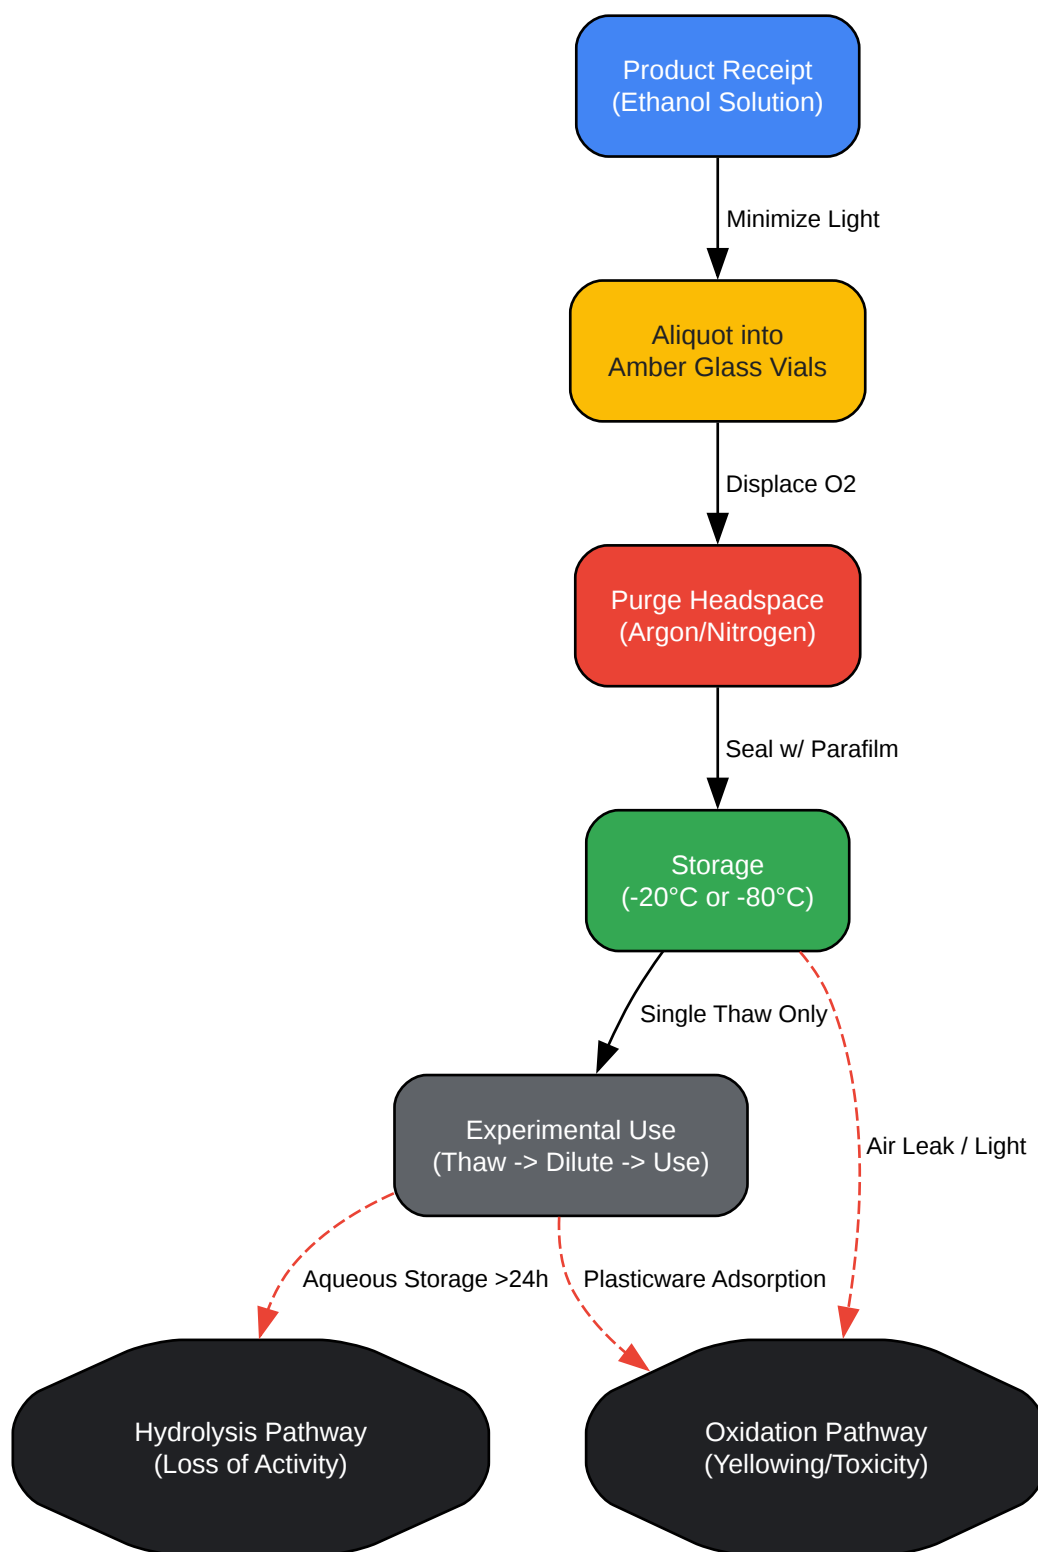 Product Receipt
(Ethanol Solution)
Minimize Light
Aliquot into
Amber Glass Vials
Displace O2
Purge Headspace
(Argon/Nitrogen)
Seal w/ Parafilm
Storage
(-20°C or -80°C)
Single Thaw Only
Experimental Use
(Thaw -> Dilute -> Use)
Air Leak / Light
Aqueous Storage >24h
Plasticware Adsorption
Hydrolysis Pathway
(Loss of Activity)
Oxidation Pathway
(Yellowing/Toxicity)